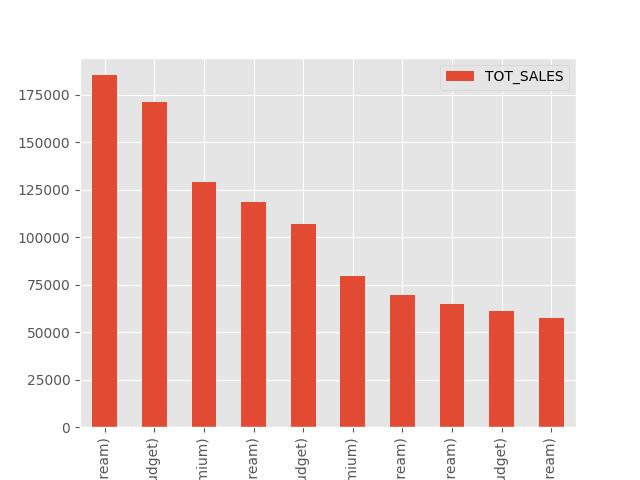 TOT_SALES
175000
150000
125000
100000
75000
50000
25000
0
ream)
udget)
mium)
ream)
udget)
mium)
ream)
ream)
udget)
ream)